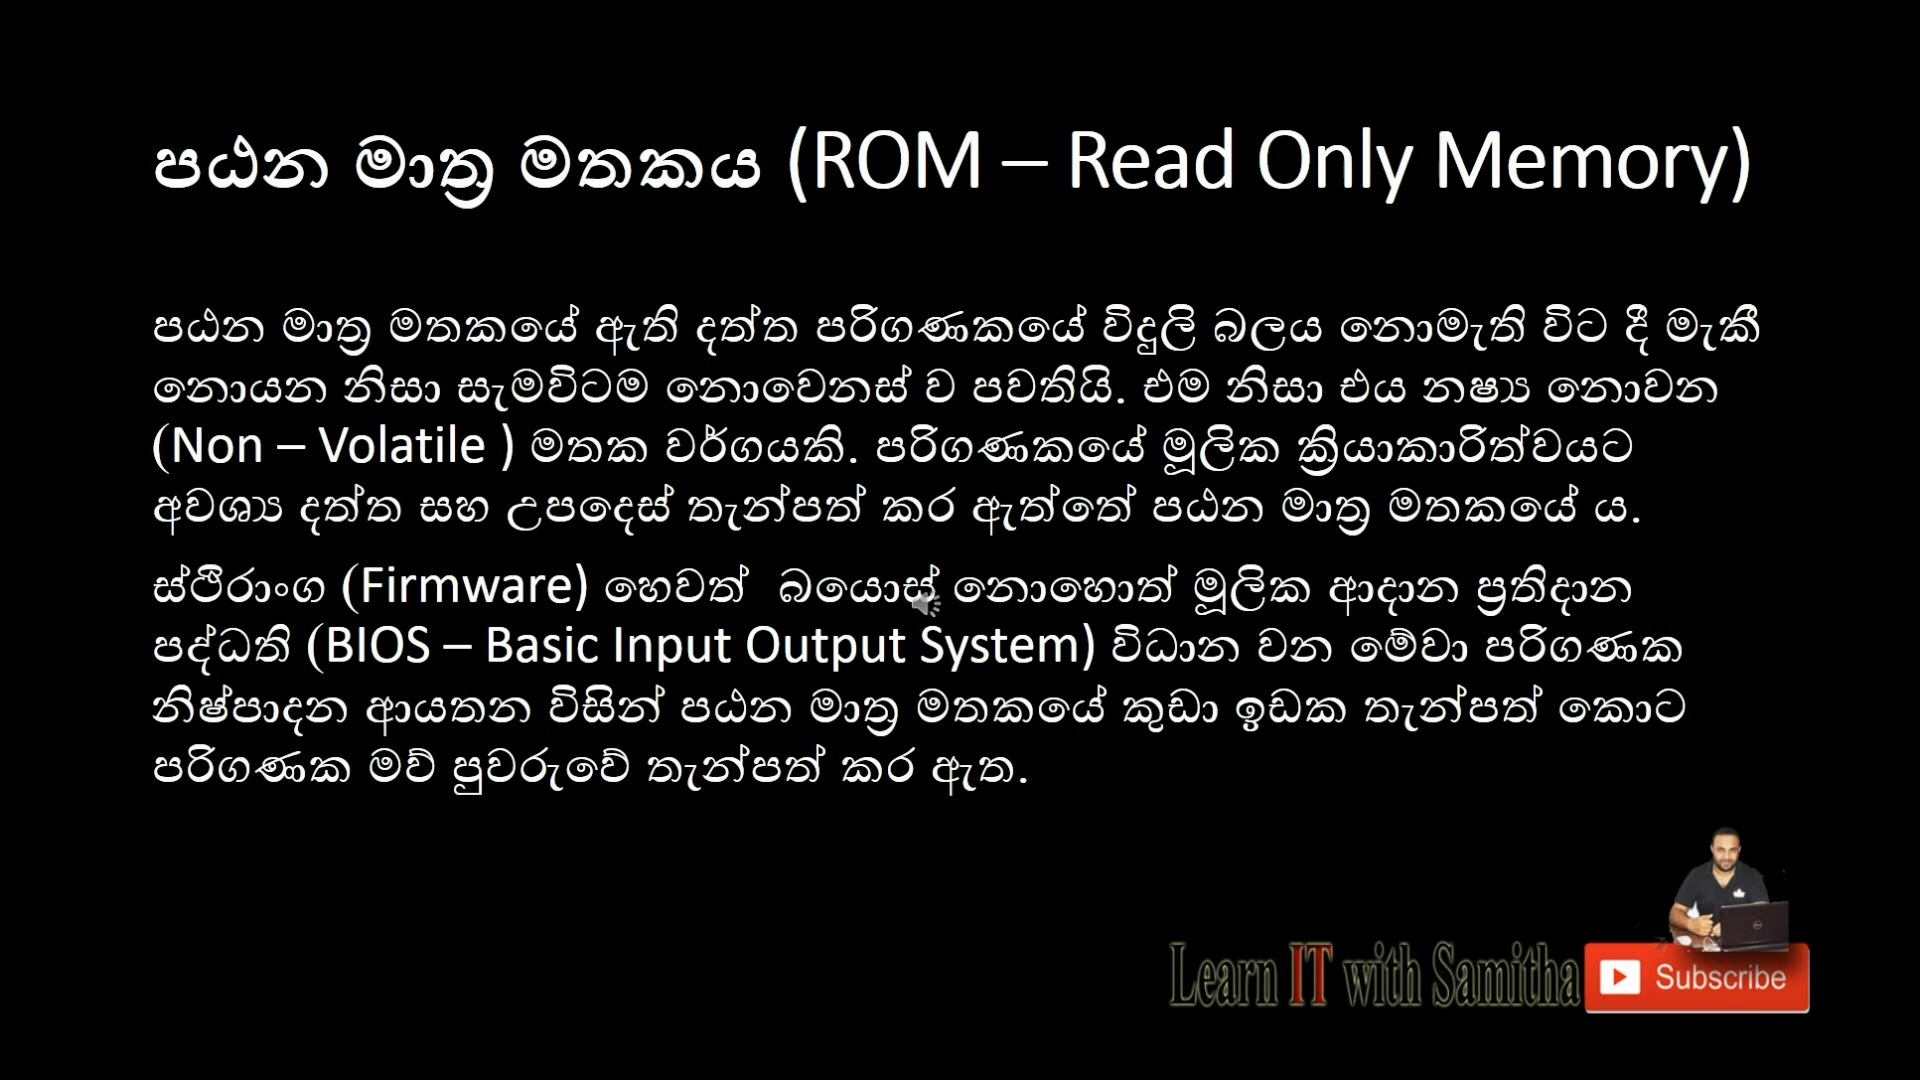 පඨන මාත්‍ර මතකය (ROM – Read Only Memory)
පඨන මාත්‍ර මතකයේ ඇති දත්ත පරිගණකයේ විදුලි බලය නොමැති විට දී මැකී
නොයන නිසා සැමවිටම නොවෙනස් ව පවතියි. එම නිසා එය නෂ්‍ය නොවන
(Non – Volatile ) මතක වර්ගයකි. පරිගණකයේ මූලික ක්‍රියාකාරිත්වයට
අවශ්‍ය දත්ත සහ උපදෙස් තැන්පත් කර ඇත්තේ පඨන මාත්‍ර මතකයේ ය.
ස්ථිරාංග (Firmware) හෙවත්  බයොස් නොහොත් මූලික ආදාන ප්‍රතිදාන
පද්ධති (BIOS – Basic Input Output System) විධාන වන මේවා පරිගණක
නිෂ්පාදන ආයතන විසින් පඨන මාත්‍ර මතකයේ කුඩා ඉඩක තැන්පත් කොට
පරිගණක මව් පුවරුවේ තැන්පත් කර ඇත.
Learn IT with Samitha
Subscribe